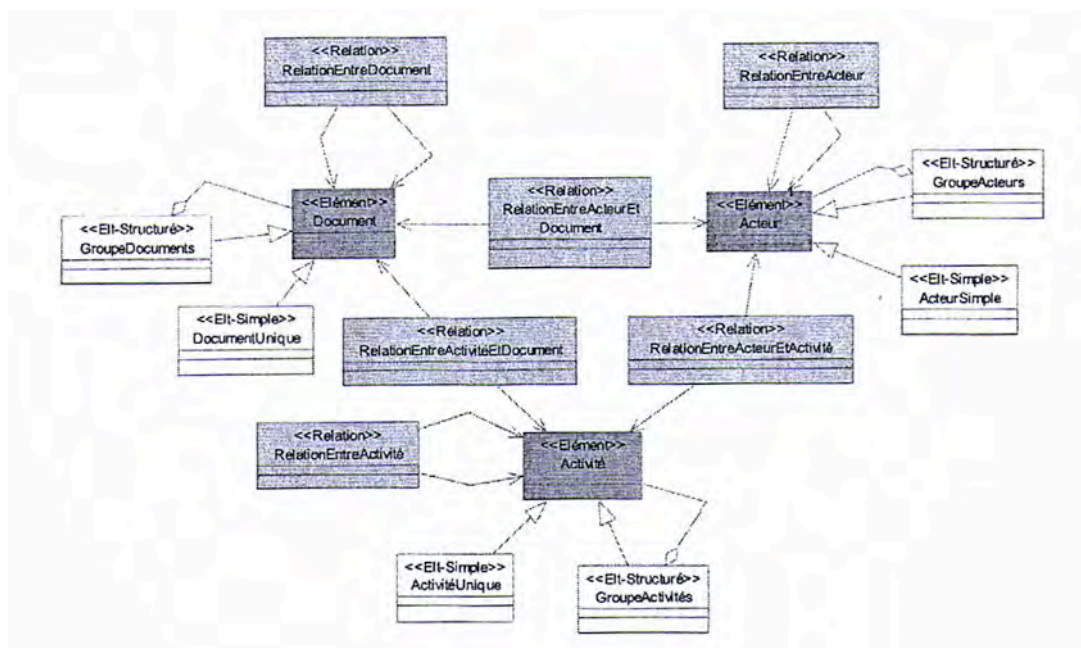 <<Relation>>
RelationEntreDocument
<<Relation>>
RelationEntreActeur
<<Elt-Structuré>>
GroupeActeurs
<<Elément>>
Document
<<Relation>>
RelationEntreActeurEt
Document
<<Elément>>
Acteur
<<Elt-Structuré>>
GroupeDocuments
<<Elt-Simple>>
ActeurSimple
<<Elt-Simple>>
DocumentUnique
<<Relation>>
RelationEntreActivitéEtDocument
<<Relation>>
RelationEntreActeurEtActivité
<<Relation>>
RelationEntreActivité
<<Elément>>
Activité
<<Elt-Simple>>
ActivitéUnique
<<Elt-Structuré>>
GroupeActivités